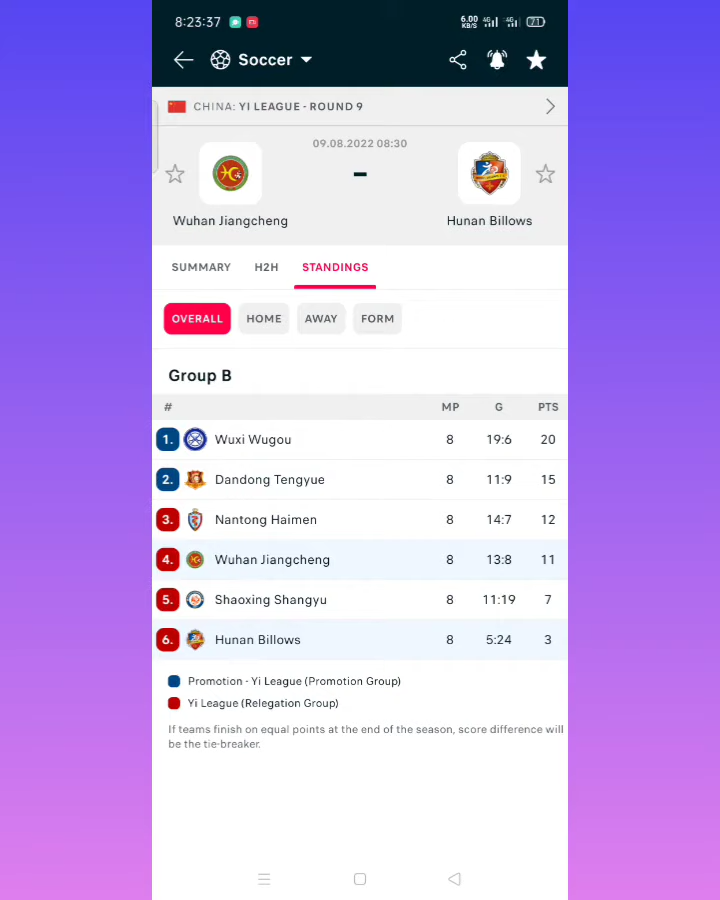 8:23:37 6.00 KB/S 4G 4G 71
Soccer
CHINA: YI LEAGUE - ROUND 9
09.08.2022 08:30
-
Wuhan Jiangcheng Hunan Billows
SUMMARY H2H STANDINGS
OVERALL HOME AWAY FORM
Group B
# MP G PTS
1. Wuxi Wugou 8 19:6 20
2. Dandong Tengyue 8 11:9 15
3. Nantong Haimen 8 14:7 12
4. Wuhan Jiangcheng 8 13:8 11
5. Shaoxing Shangyu 8 11:19 7
6. Hunan Billows 8 5:24 3
Promotion - Yi League (Promotion Group)
Yi League (Relegation Group)
If teams finish on equal points at the end of the season, score difference will
be the tie-breaker.